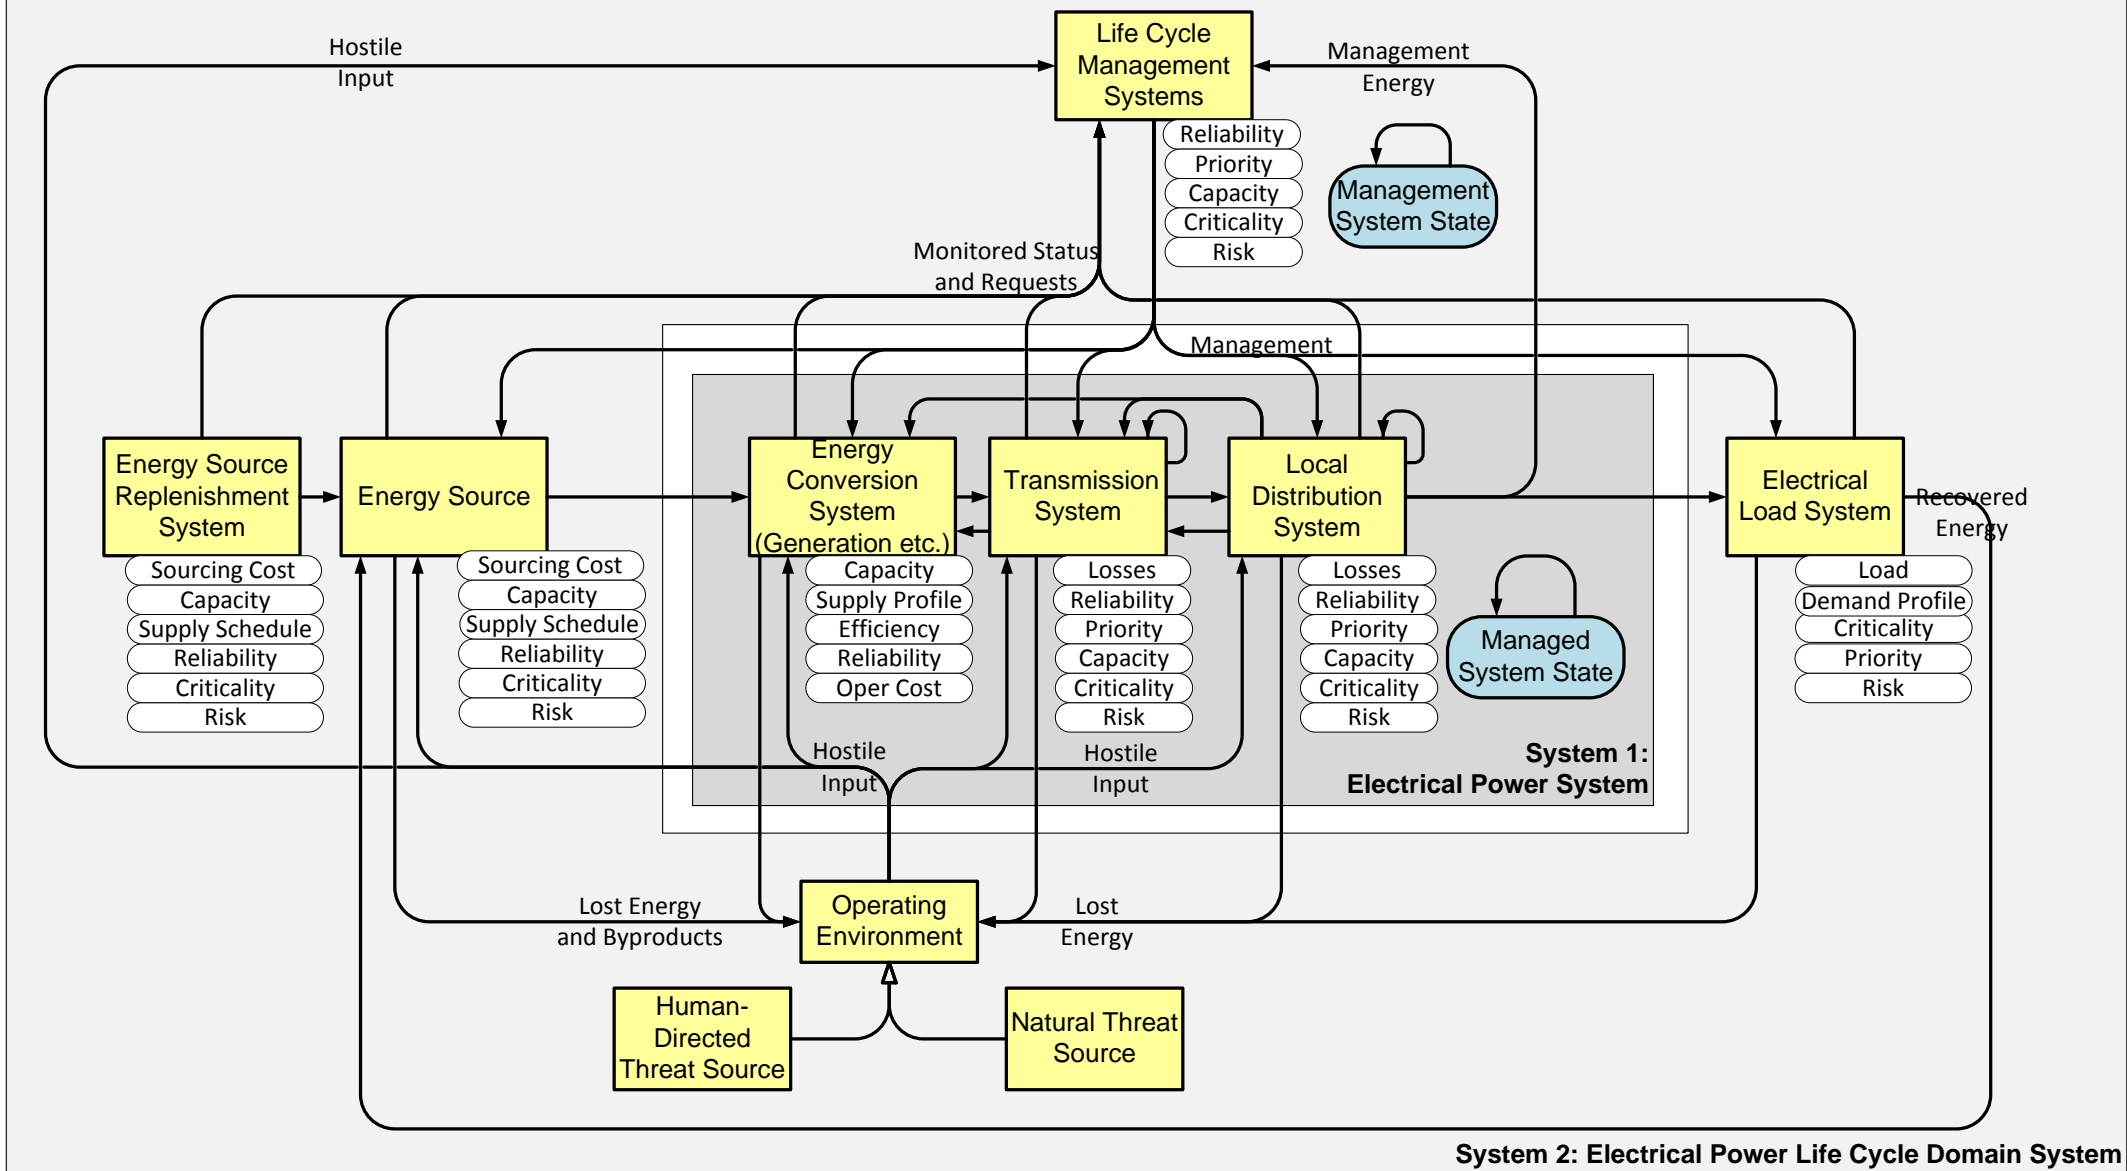 Hostile
Input
Life Cycle
Management
Systems
Management
Energy
Reliability
Priority
Capacity
Criticality
Risk
Management
System State
Monitored Status
and Requests
Management
Energy Source
Replenishment
System
Energy Source
Energy
Conversion
System
(Generation etc.)
Transmission
System
Local
Distribution
System
Electrical
Load System
Recovered
Energy
Sourcing Cost
Capacity
Supply Schedule
Reliability
Criticality
Risk
Sourcing Cost
Capacity
Supply Schedule
Reliability
Criticality
Risk
Capacity
Supply Profile
Efficiency
Reliability
Oper Cost
Losses
Reliability
Priority
Capacity
Criticality
Risk
Losses
Reliability
Priority
Capacity
Criticality
Risk
Managed
System State
Load
Demand Profile
Criticality
Priority
Risk
Hostile
Input
Hostile
Input
System 1:
Electrical Power System
Lost Energy
and Byproducts
Operating
Environment
Lost
Energy
Human-
Directed
Threat Source
Natural Threat
Source
System 2: Electrical Power Life Cycle Domain System